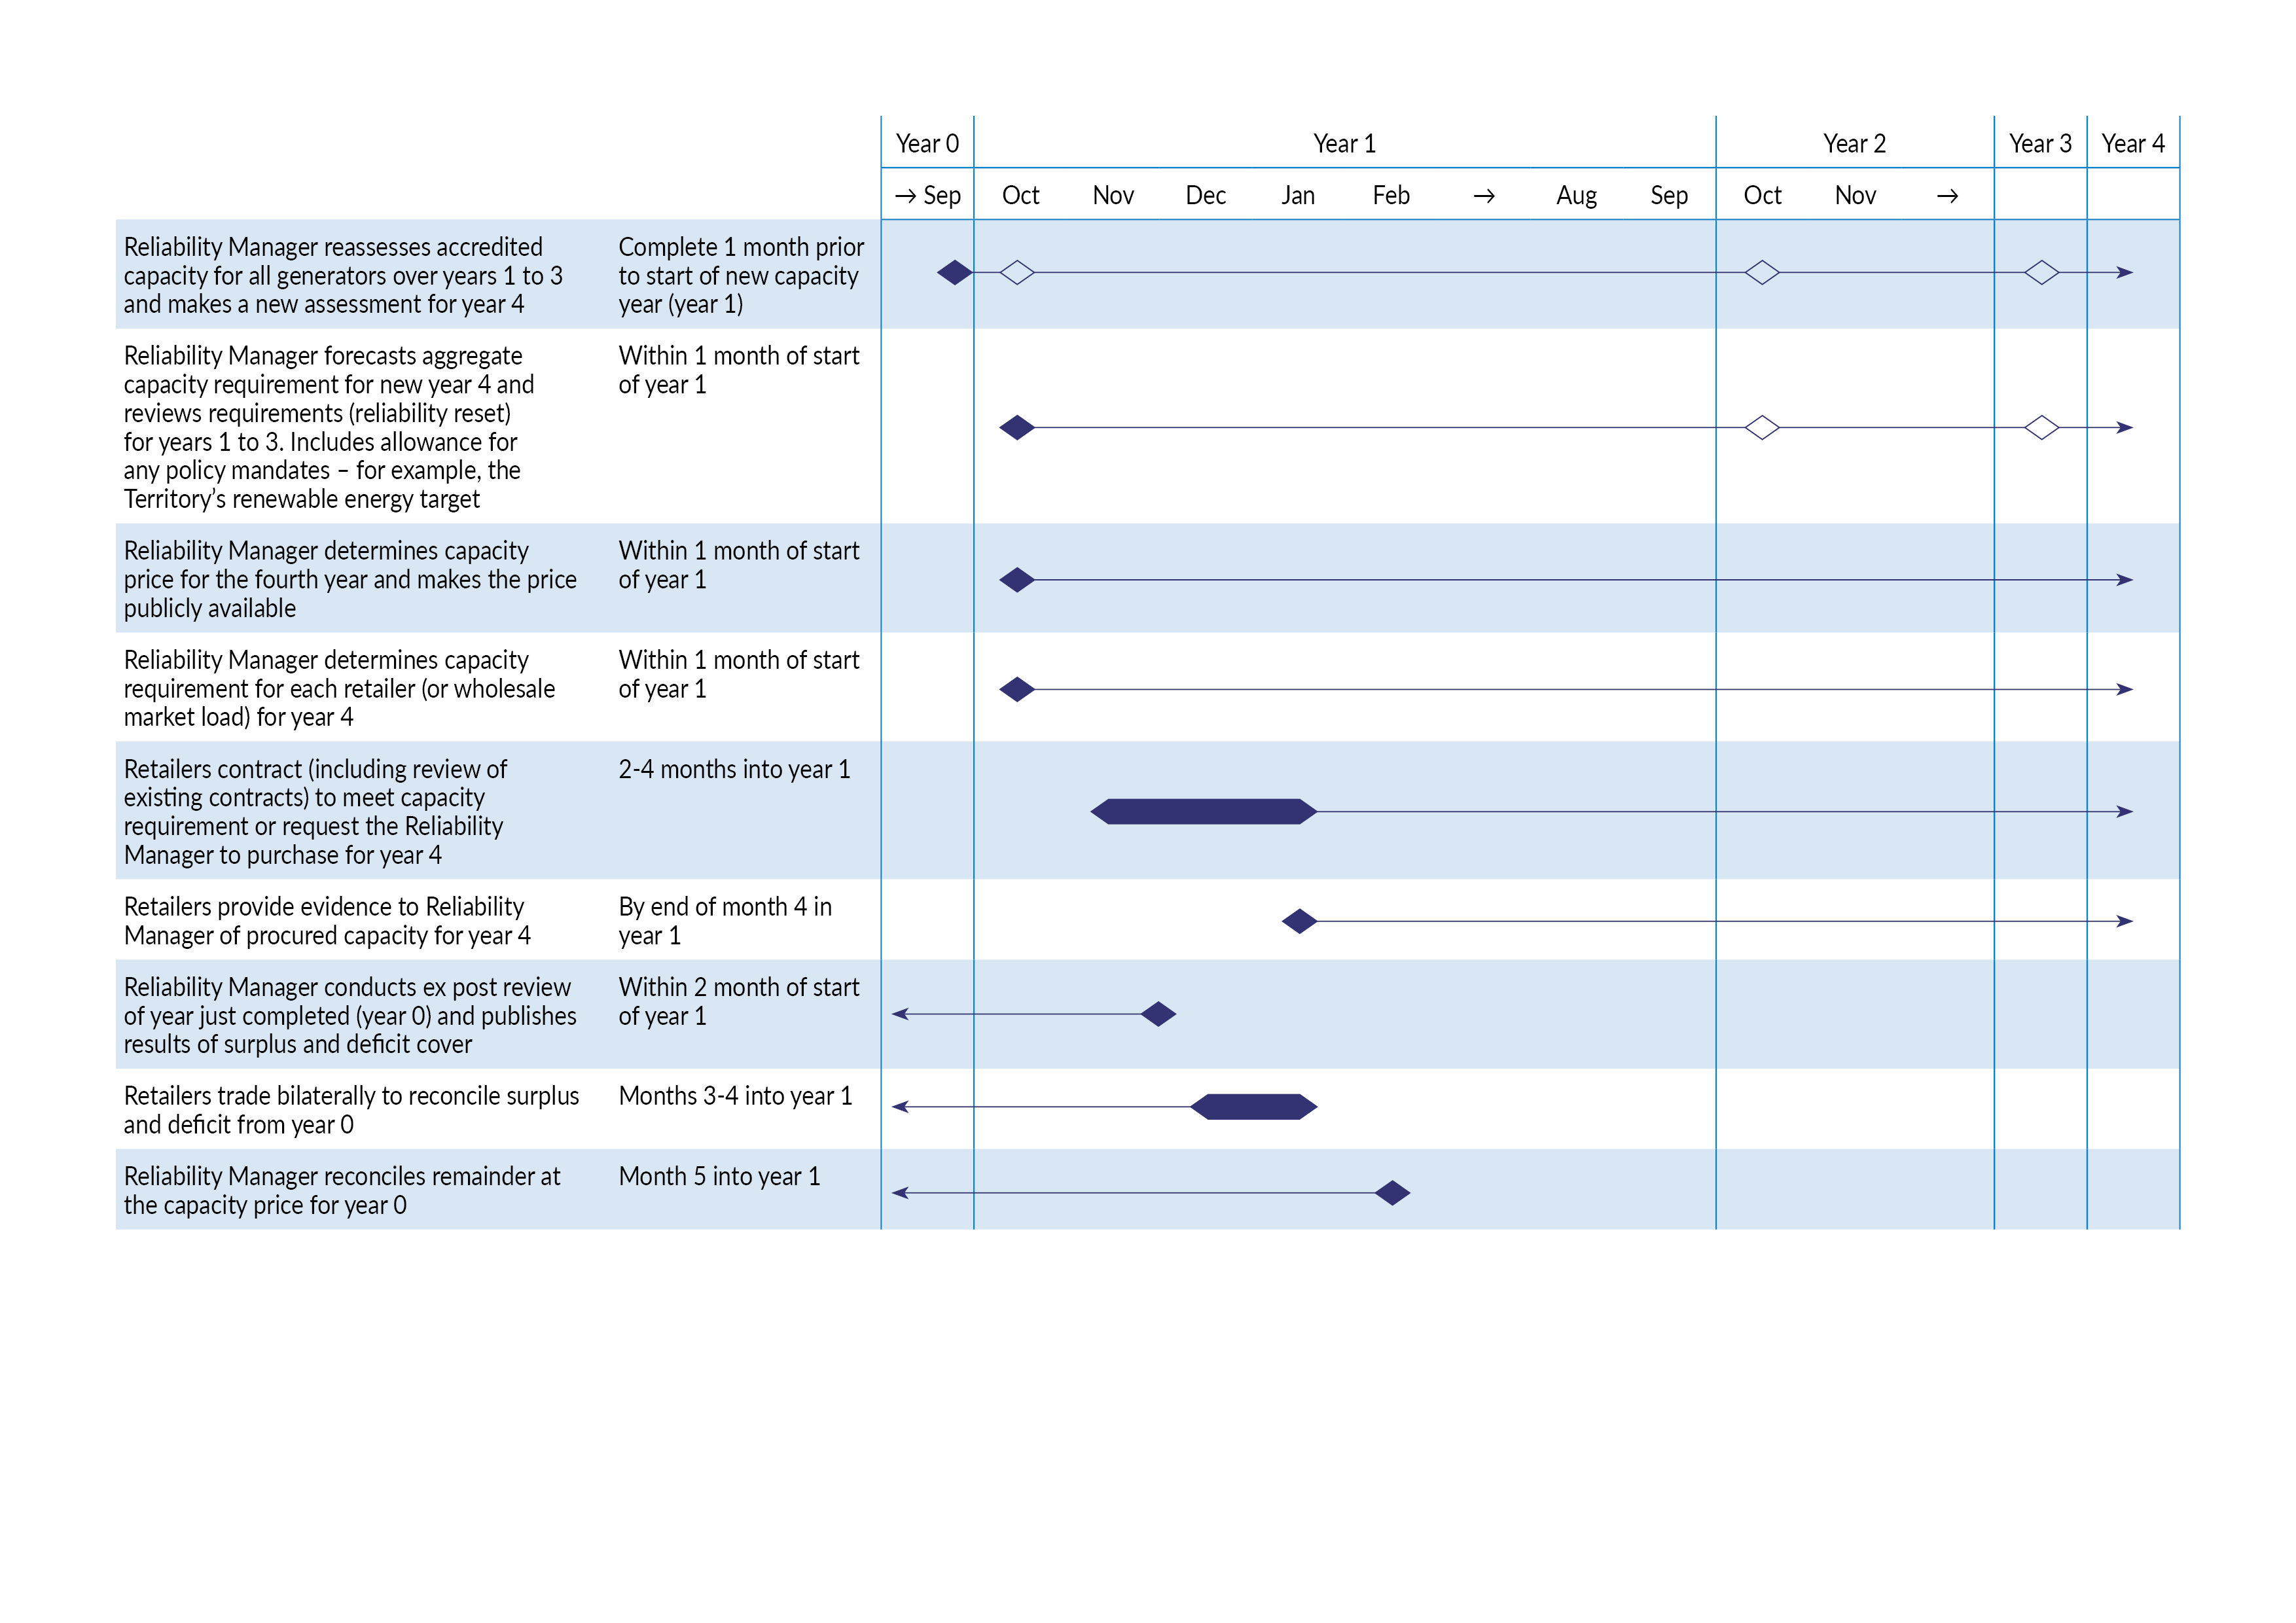 Year 0
Year 1
Year 2
Year 3
Year 4
→ Sep
Oct
Nov
Dec
Jan
Feb
→
Aug
Sep
Oct
Nov
→
Reliability Manager reassesses accredited
capacity for all generators over years 1 to 3
and makes a new assessment for year 4
Complete 1 month prior
to start of new capacity
year (year 1)
Reliability Manager forecasts aggregate
capacity requirement for new year 4 and
reviews requirements (reliability reset)
for years 1 to 3. Includes allowance for
any policy mandates – for example, the
Territory’s renewable energy target
Within 1 month of start
of year 1
Reliability Manager determines capacity
price for the fourth year and makes the price
publicly available
Within 1 month of start
of year 1
Reliability Manager determines capacity
requirement for each retailer (or wholesale
market load) for year 4
Within 1 month of start
of year 1
Retailers contract (including review of
existing contracts) to meet capacity
requirement or request the Reliability
Manager to purchase for year 4
2-4 months into year 1
Retailers provide evidence to Reliability
Manager of procured capacity for year 4
By end of month 4 in
year 1
Reliability Manager conducts ex post review
of year just completed (year 0) and publishes
results of surplus and deficit cover
Within 2 month of start
of year 1
Retailers trade bilaterally to reconcile surplus
and deficit from year 0
Months 3-4 into year 1
Reliability Manager reconciles remainder at
the capacity price for year 0
Month 5 into year 1